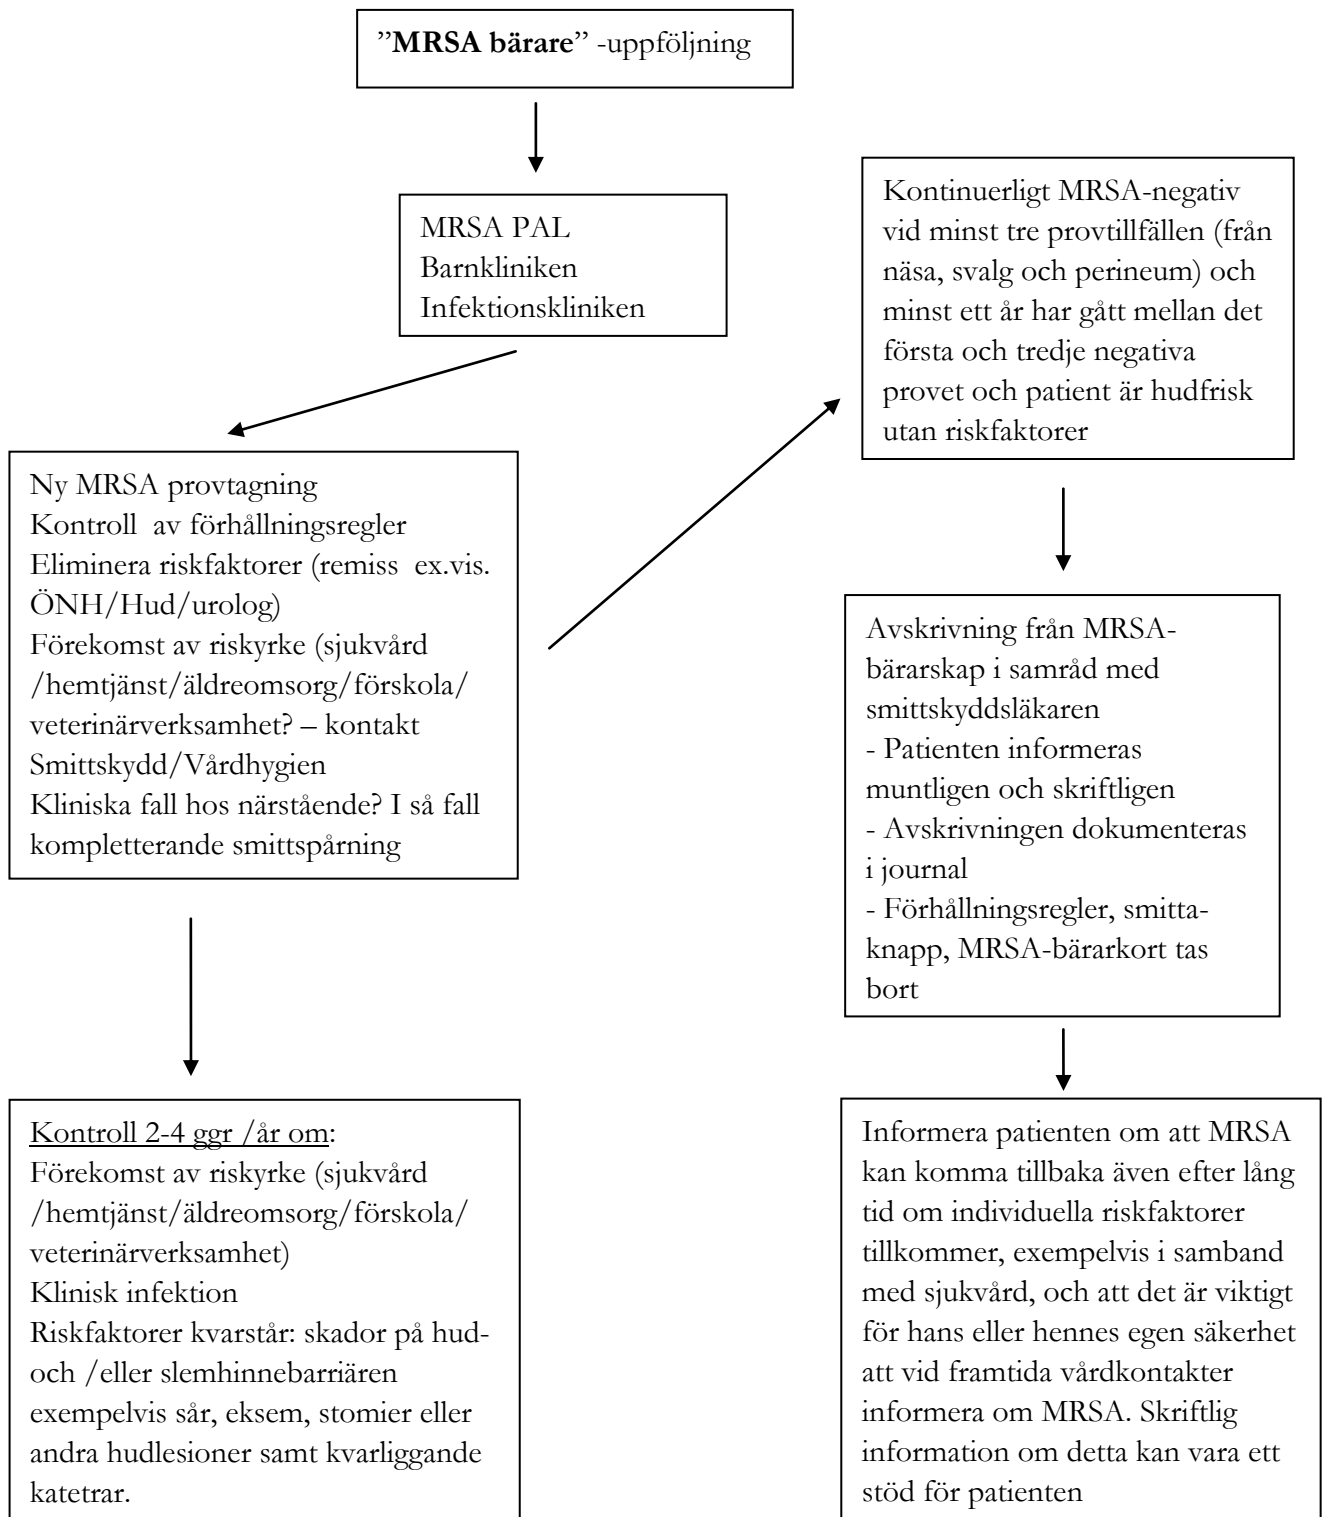 ”MRSA bärare” -uppföljning
MRSA PAL
Barnkliniken
Infektionskliniken
Ny MRSA provtagning
Kontroll av förhållningsregler
Eliminera riskfaktorer (remiss ex.vis.
ÖNH/Hud/urolog)
Förekomst av riskyrke (sjukvård
/hemtjänst/äldreomsorg/förskola/
veterinärverksamhet? – kontakt
Smittskydd/Vårdhygien
Kliniska fall hos närstående? I så fall
kompletterande smittspårning
Kontroll 2-4 ggr /år om:
Förekomst av riskyrke (sjukvård
/hemtjänst/äldreomsorg/förskola/
veterinärverksamhet)
Klinisk infektion
Riskfaktorer kvarstår: skador på hud-
och /eller slemhinnebarriären
exempelvis sår, eksem, stomier eller
andra hudlesioner samt kvarliggande
katetrar.
Kontinuerligt MRSA-negativ
vid minst tre provtillfällen (från
näsa, svalg och perineum) och
minst ett år har gått mellan det
första och tredje negativa
provet och patient är hudfrisk
utan riskfaktorer
Avskrivning från MRSA-
bärarskap i samråd med
smittskyddsläkaren
- Patienten informeras
muntligen och skriftligen
- Avskrivningen dokumenteras
i journal
- Förhållningsregler, smitta-
knapp, MRSA-bärarkort tas
bort
Informera patienten om att MRSA
kan komma tillbaka även efter lång
tid om individuella riskfaktorer
tillkommer, exempelvis i samband
med sjukvård, och att det är viktigt
för hans eller hennes egen säkerhet
att vid framtida vårdkontakter
informera om MRSA. Skriftlig
information om detta kan vara ett
stöd för patienten